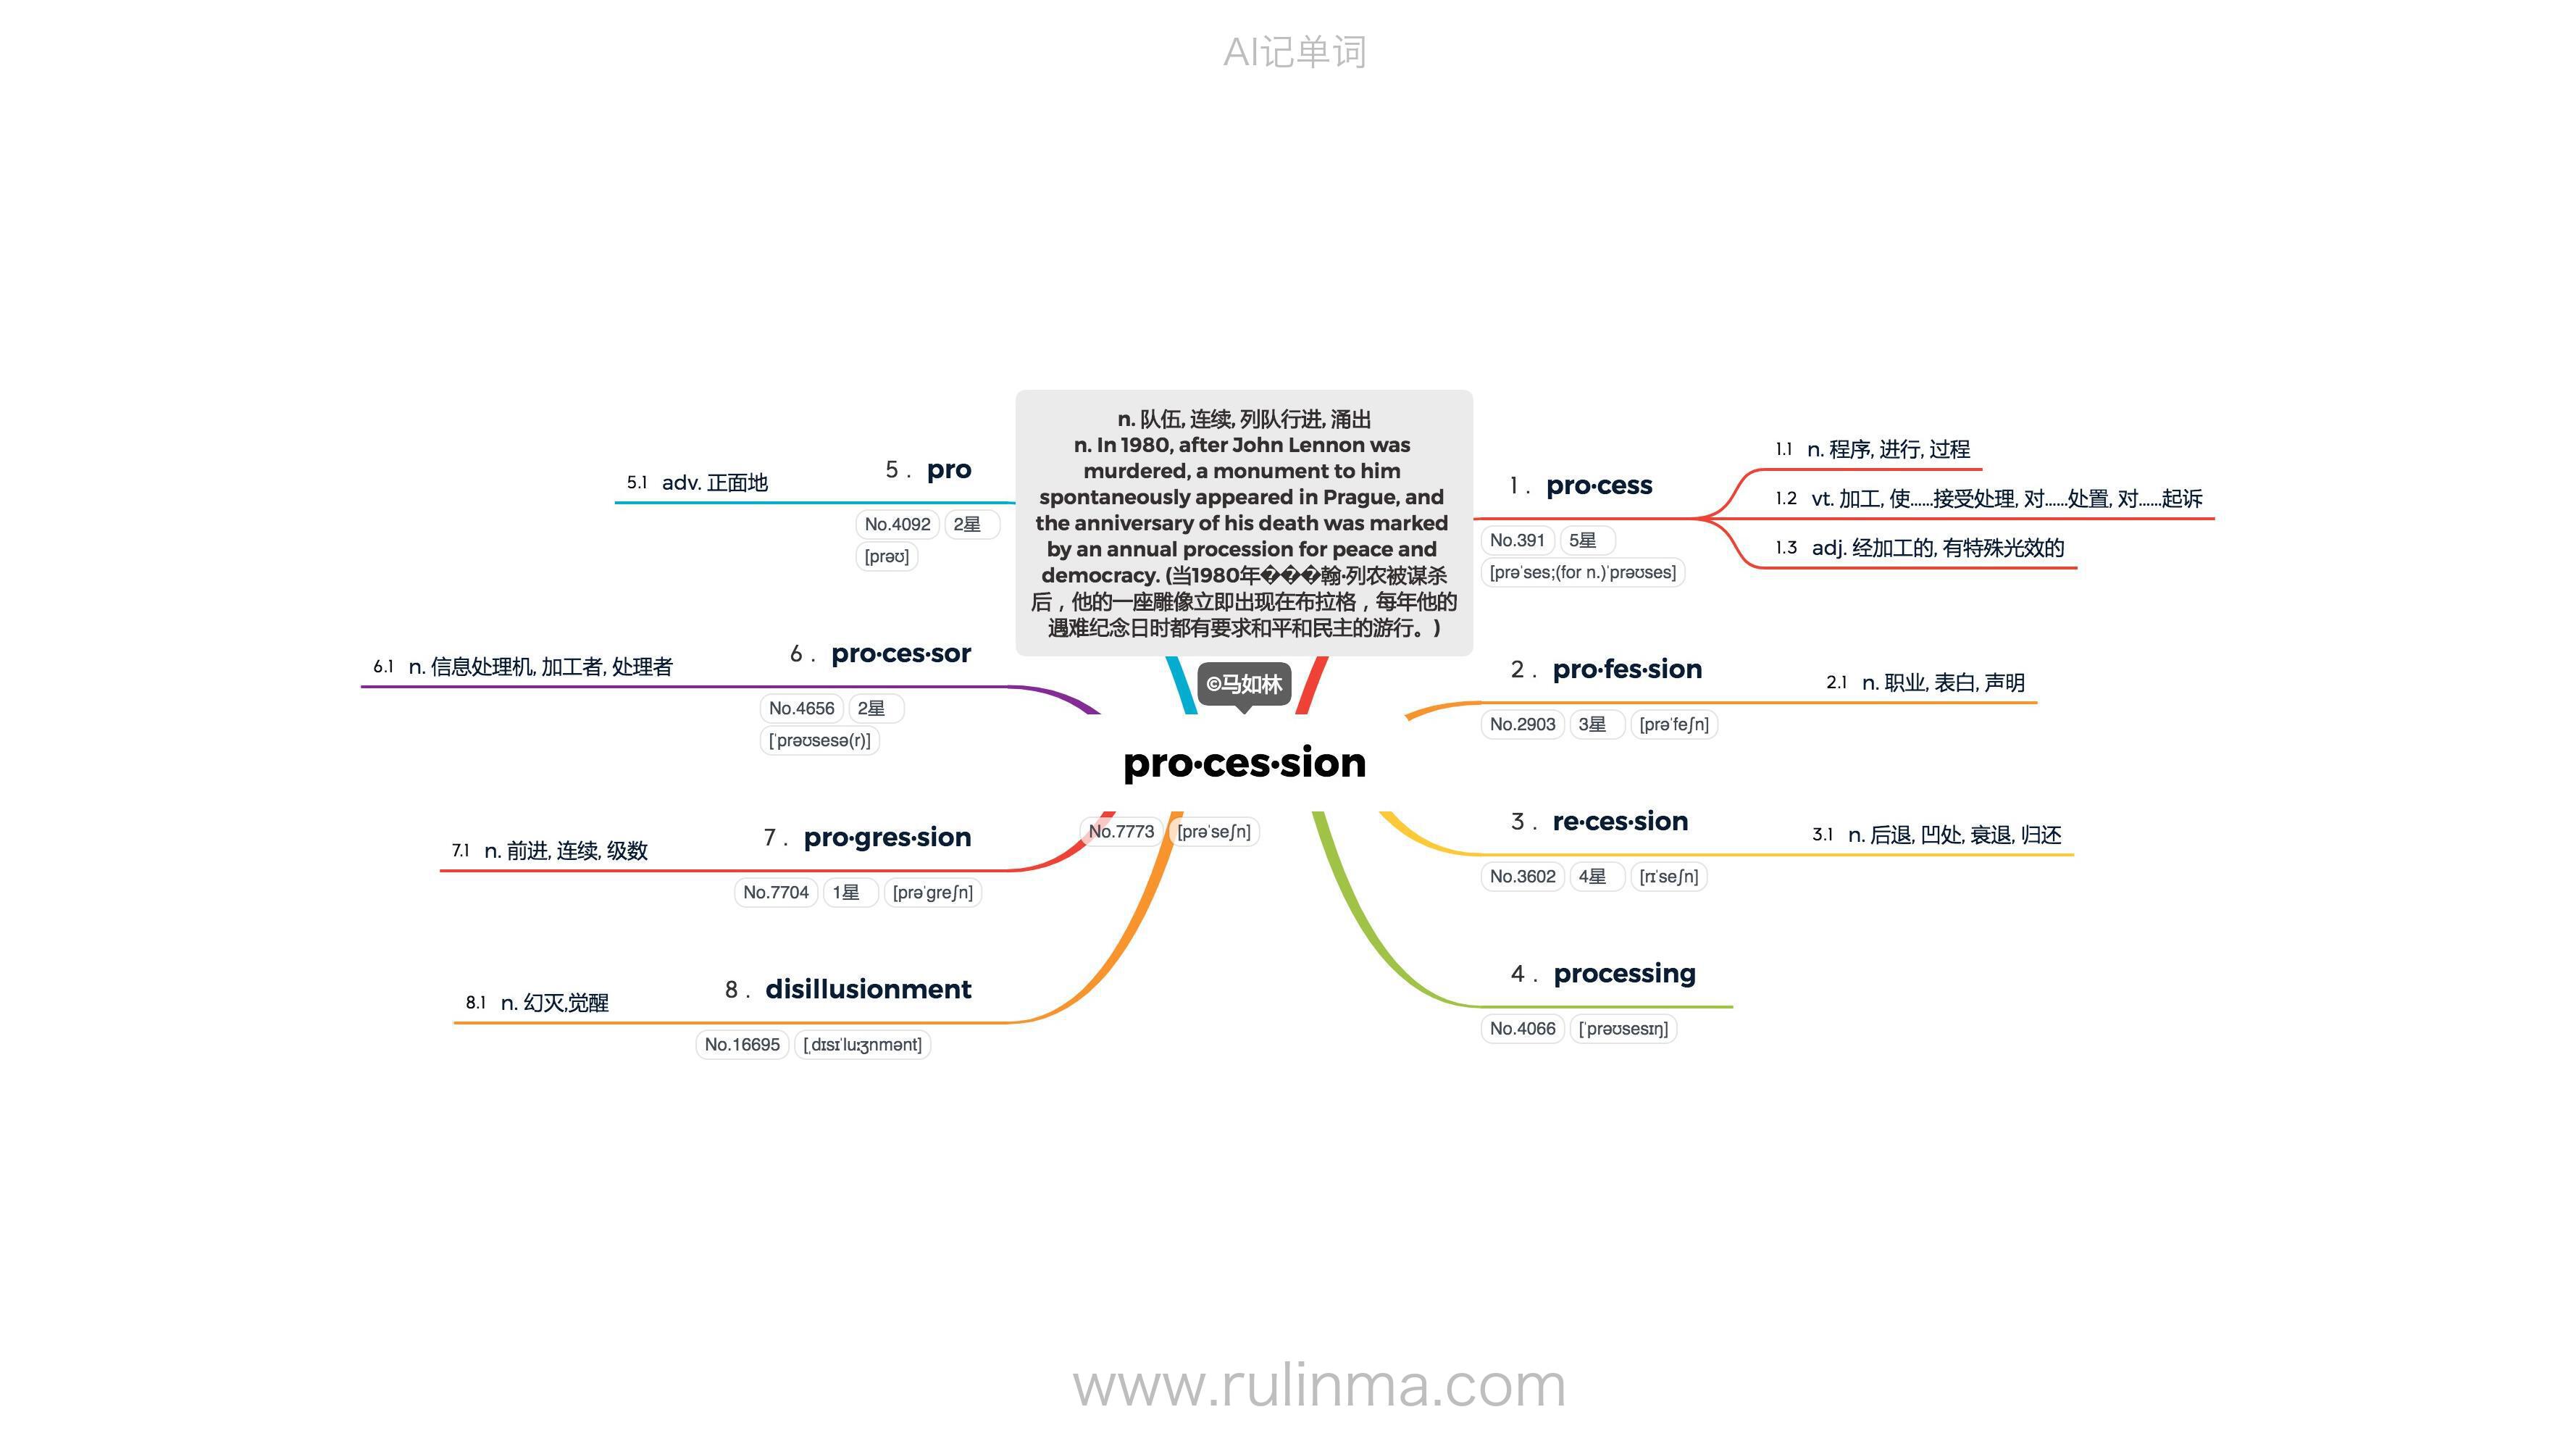 AI记单词
n. 队伍, 连续, 列队行进, 涌出
n. In 1980, after John Lennon was
murdered, a monument to him
spontaneously appeared in Prague, and
the anniversary of his death was marked
by an annual procession for peace and
democracy. (当1980年���翰·列农被谋杀
后，他的一座雕像立即出现在布拉格，每年他的
遇难纪念日时都有要求和平和民主的游行。)
©马如林
pro·ces·sion
No.7773 [prəˈseʃn]
1 . pro·cess
No.391 5星
[prəˈses;(for n.)ˈprəʊses]
1.1 n. 程序, 进行, 过程
1.2 vt. 加工, 使……接受处理, 对……处置, 对……起诉
1.3 adj. 经加工的, 有特殊光效的
2 . pro·fes·sion
No.2903 3星 [prəˈfeʃn]
2.1 n. 职业, 表白, 声明
3 . re·ces·sion
No.3602 4星 [rɪˈseʃn]
3.1 n. 后退, 凹处, 衰退, 归还
4 . processing
No.4066 [ˈprəʊsesɪŋ]
5 . pro
No.4092 2星
[prəʊ]
5.1 adv. 正面地
6 . pro·ces·sor
No.4656 2星
[ˈprəʊsesə(r)]
6.1 n. 信息处理机, 加工者, 处理者
7 . pro·gres·sion
No.7704 1星 [prəˈɡreʃn]
7.1 n. 前进, 连续, 级数
8 . disillusionment
No.16695 [ˌdɪsɪˈluːʒnmənt]
8.1 n. 幻灭,觉醒
www.rulinma.com